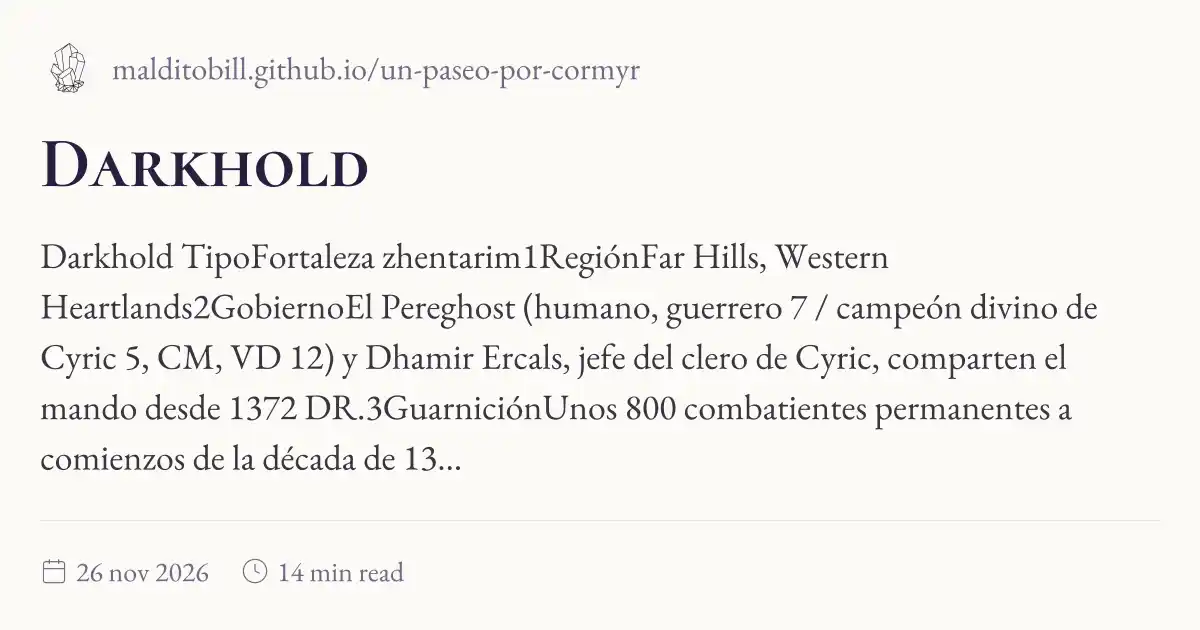 malditobill.github.io/un-paseo-por-cormyr
Darkhold
Darkhold TipoFortaleza zhentarim1RegiónFar Hills, Western
Heartlands2GobiernoEl Pereghost (humano, guerrero 7 / campeón divino de
Cyric 5, CM, VD 12) y Dhamir Ercals, jefe del clero de Cyric, comparten el
mando desde 1372 DR.3GuarniciónUnos 800 combatientes permanentes a
comienzos de la década de 13...
26 nov 2026
14 min read